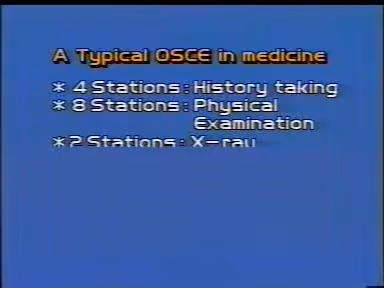 A Typical OSCE in medicine
* 4 Stations: History taking
* 8 Stations: Physical
Examination
* 2 Stations: X-ray